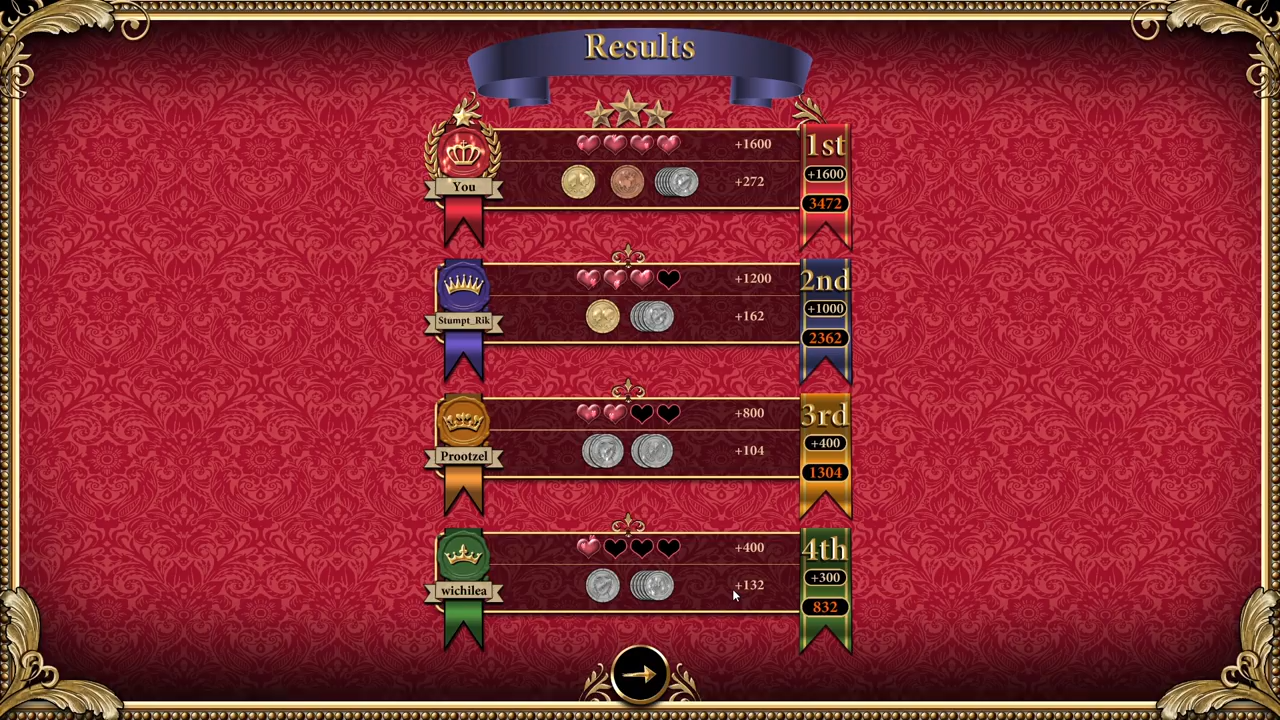 Results
+1600
1st
+272
+1600
You
3472
+1200
2nd
+162
+1000
Stumpt_Rik
2362
+800
3rd
+104
+400
Prootzel
1304
+400
4th
+132
+300
wichilea
832